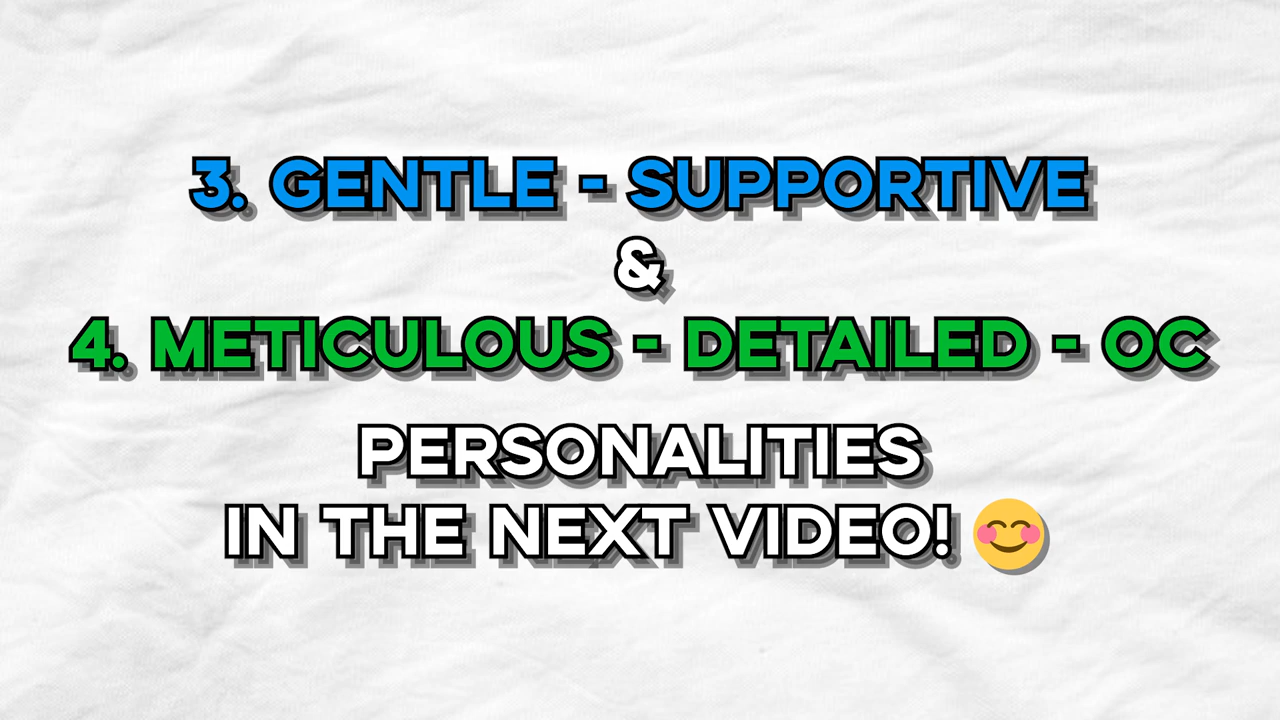 3. GENTLE - SUPPORTIVE
&
4. METICULOUS - DETAILED - OC
PERSONALITIES
IN THE NEXT VIDEO! 😊